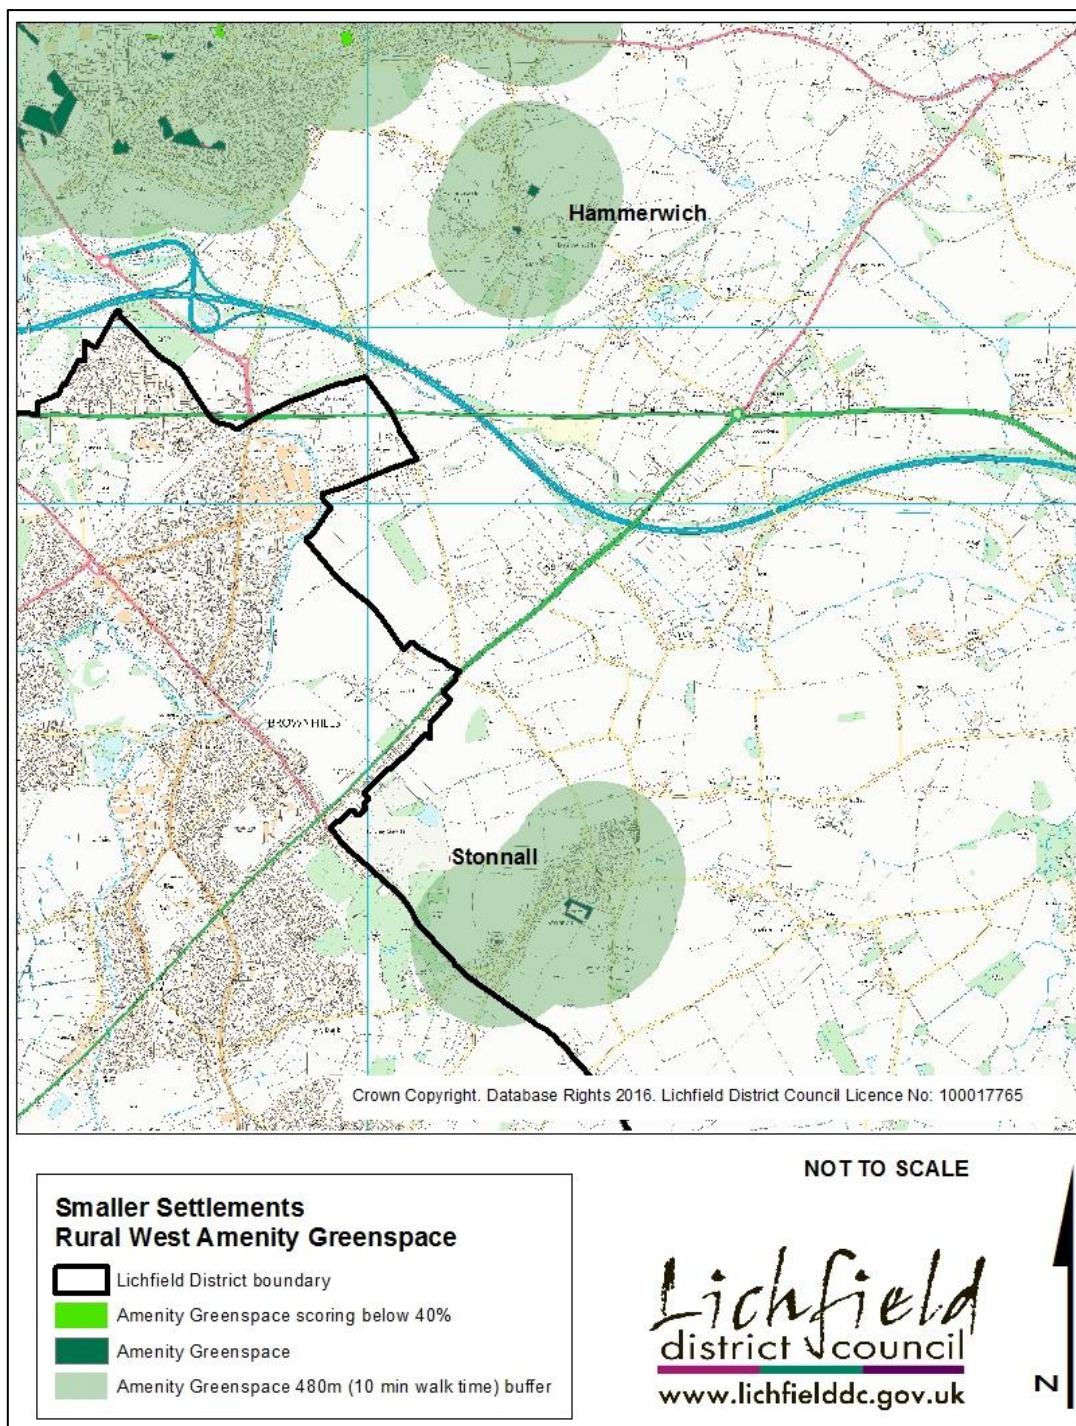 Hammerwich
BROWNHILLS
Stonnall
Crown Copyright. Database Rights 2016. Lichfield District Council Licence No: 100017765
NOT TO SCALE
Smaller Settlements
Rural West Amenity Greenspace
Lichfield District boundary
Amenity Greenspace scoring below 40%
Amenity Greenspace
Amenity Greenspace 480m (10 min walk time) buffer
Lichfield
district council
www.lichfielddc.gov.uk
N